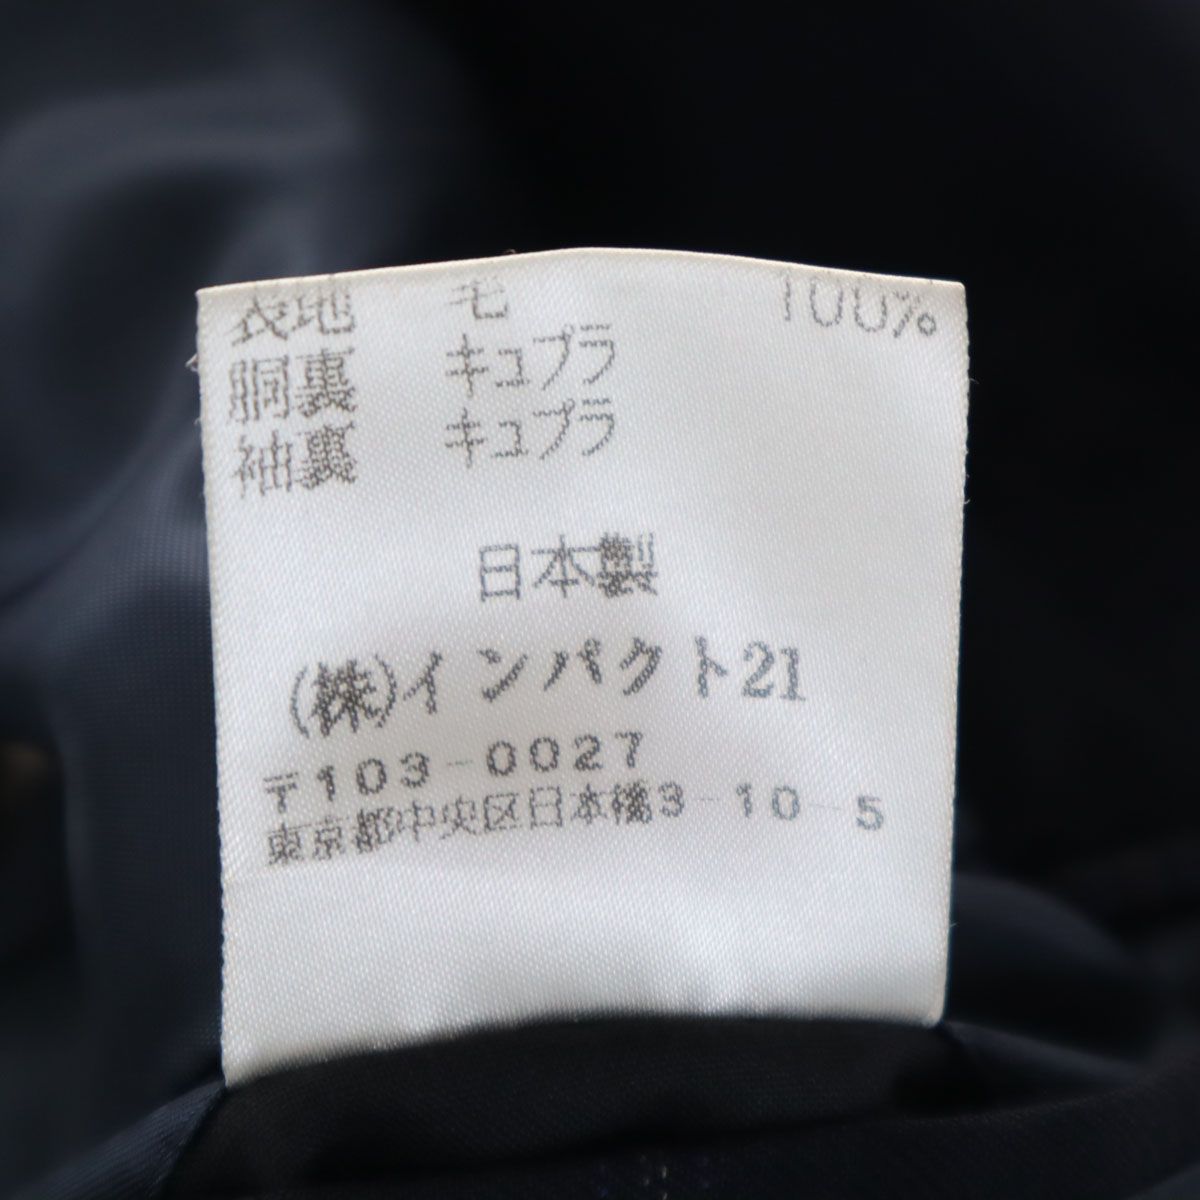 表地 毛 100%
胴裏 キュプラ
袖裏 キュプラ
日本製
(株)インパクト21
〒103-0027
東京都中央区日本橋3-10-5